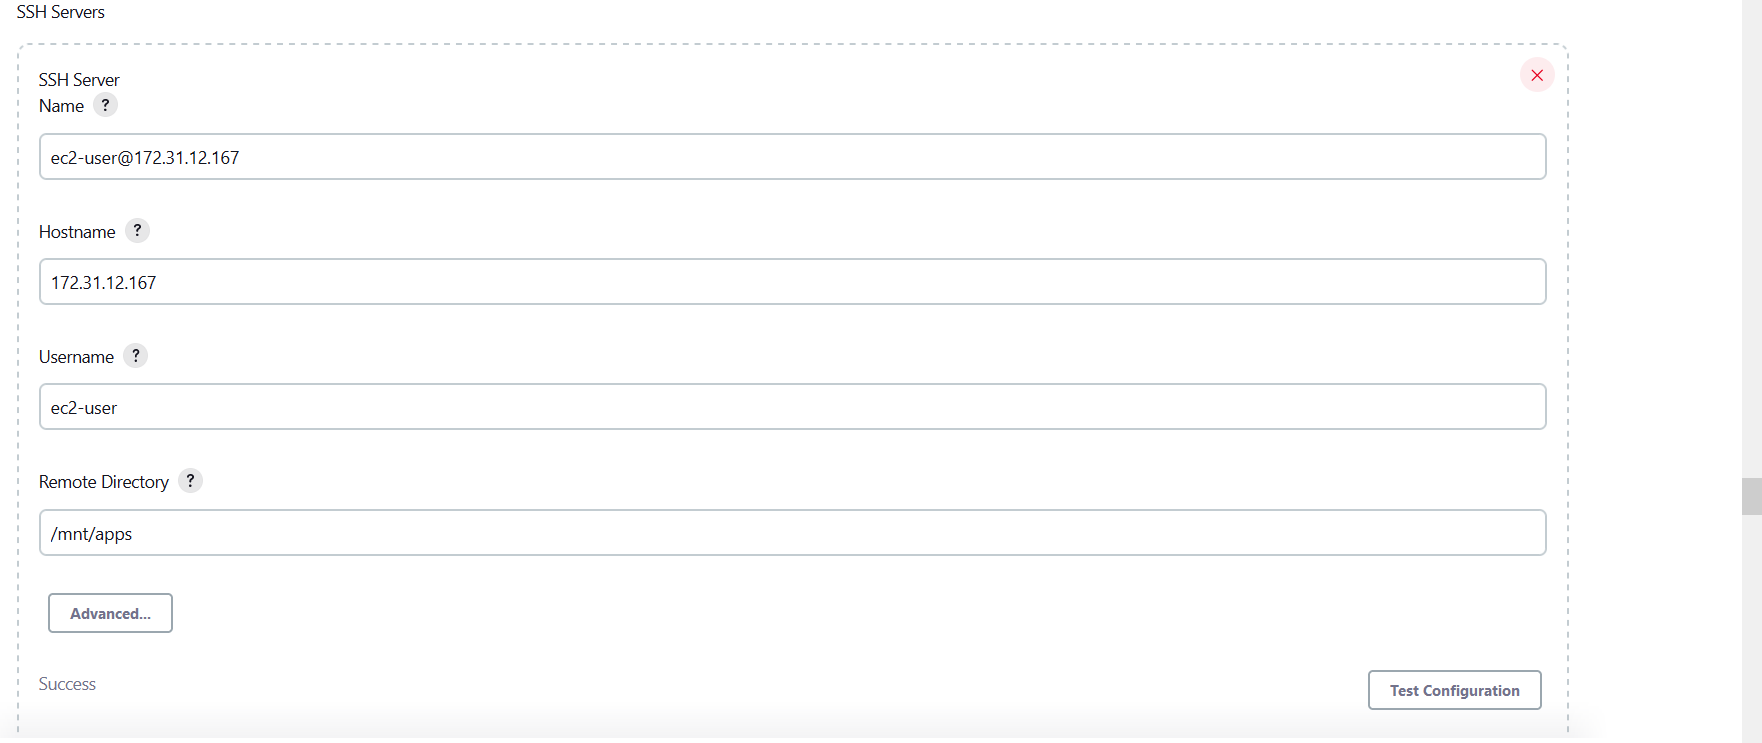 SSH Servers
SSH Server
Name ?
ec2-user@172.31.12.167
Hostname ?
172.31.12.167
Username ?
ec2-user
Remote Directory ?
/mnt/apps
Advanced...
Success
Test Configuration